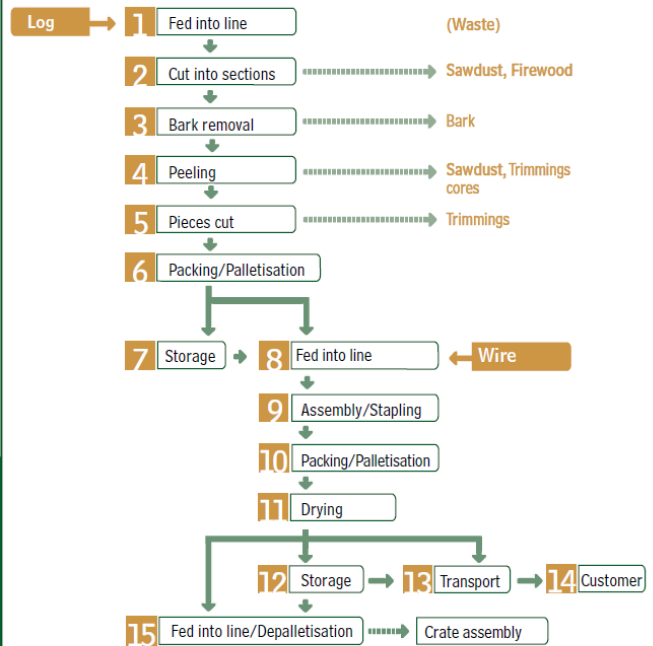 Log
1 Fed into line
(Waste)
2 Cut into sections
Sawdust, Firewood
3 Bark removal
Bark
4 Peeling
Sawdust, Trimmings
cores
5 Pieces cut
Trimmings
6 Packing/Palletisation
7 Storage
8 Fed into line
Wire
9 Assembly/Stapling
10 Packing/Palletisation
11 Drying
12 Storage
13 Transport
14 Customer
15 Fed into line/Depalletisation
Crate assembly